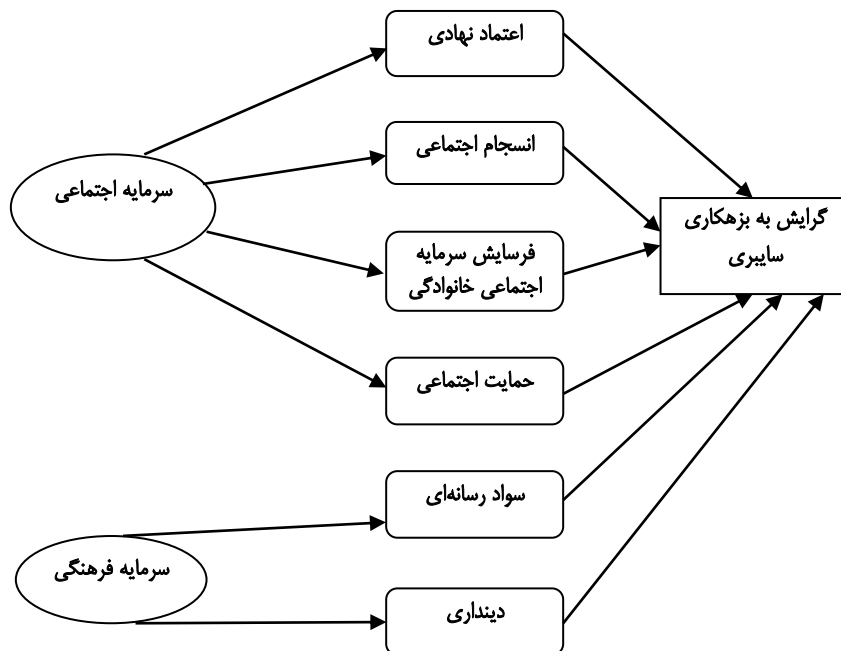 اعتماد نهادی
انسجام اجتماعی
سرمایه اجتماعی
گرایش به بزهکاری
سایبری
فرسایش سرمایه
اجتماعی خانوادگی
حمایت اجتماعی
سواد رسانه‌ای
سرمایه فرهنگی
دینداری